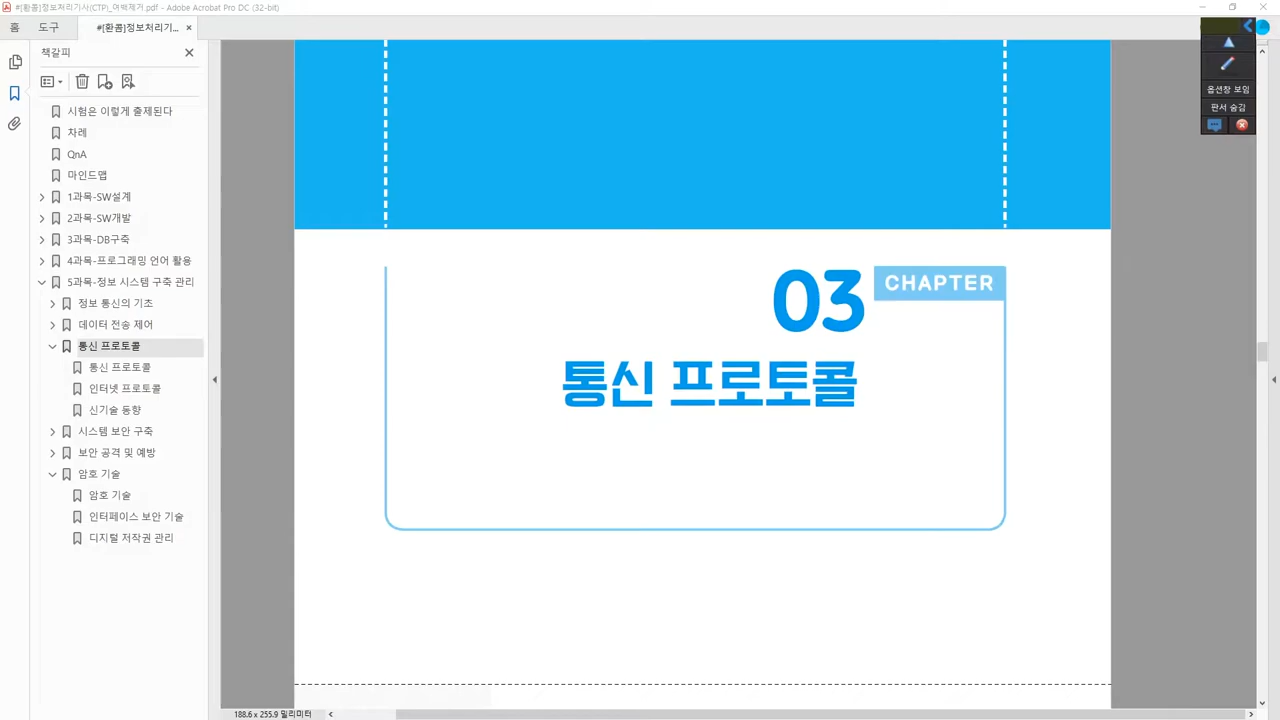 #[환콤]정보처리기사(CTP)_여백제거.pdf - Adobe Acrobat Pro DC (32-bit)
홈 도구 #[환콤]정보처리기...
책갈피
옵션창 보임
판서 숨김
시험은 이렇게 출제된다
차례
QnA
마인드맵
1과목-SW설계
2과목-SW개발
3과목-DB구축
4과목-프로그래밍 언어 활용
5과목-정보 시스템 구축 관리
정보 통신의 기초
데이터 전송 제어
통신 프로토콜
통신 프로토콜
인터넷 프로토콜
신기술 동향
시스템 보안 구축
보안 공격 및 예방
암호 기술
암호 기술
인터페이스 보안 기술
디지털 저작권 관리
03 CHAPTER
통신 프로토콜
188.6 x 255.9 밀리미터